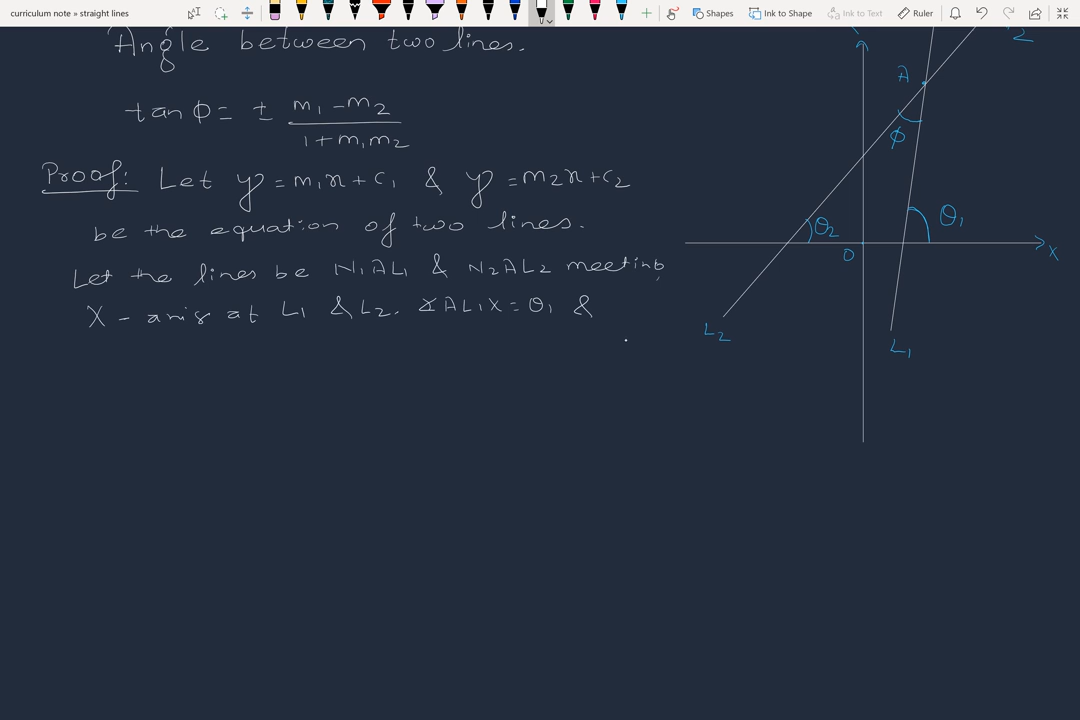 curriculum note » straight lines
Shapes
Ink to Shape
Ink to Text
Ruler
Angle between two lines.
tan Φ = ± m₁ - m₂ / 1 + m₁m₂
Proof: Let y = m₁x + c₁ & y = m₂x + c₂
be the equation of two lines.
Let the lines be N₁AL₁ & N₂AL₂ meeting
X - axis at L₁ & L₂. ∡AL₁X = θ₁ &
2
A
Φ
θ₂
θ₁
O
X
L₂
L₁